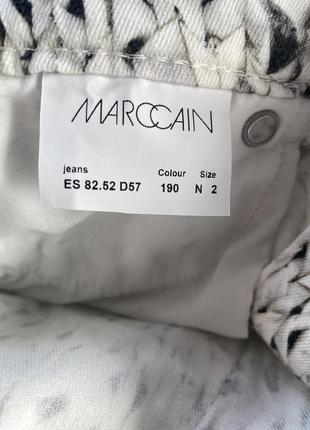 MARCCAIN
jeans Colour Size
ES 82.52 D57 190 N 2